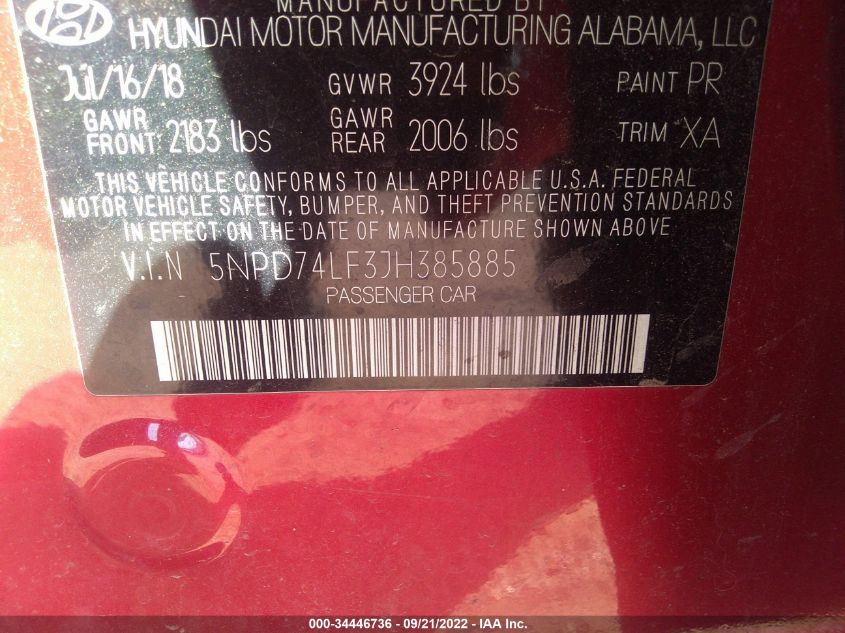 MANUFACTURED BY
HYUNDAI MOTOR MANUFACTURING ALABAMA, LLC
Jul/16/18 GVWR 3924 lbs PAINT PR
GAWR FRONT 2183 lbs GAWR REAR 2006 lbs TRIM XA
THIS VEHICLE CONFORMS TO ALL APPLICABLE U.S.A. FEDERAL
MOTOR VEHICLE SAFETY, BUMPER, AND THEFT PREVENTION STANDARDS
IN EFFECT ON THE DATE OF MANUFACTURE SHOWN ABOVE
V.I.N 5NPD74LF3JH385885
PASSENGER CAR
000-34446736 - 09/21/2022 - IAA Inc.